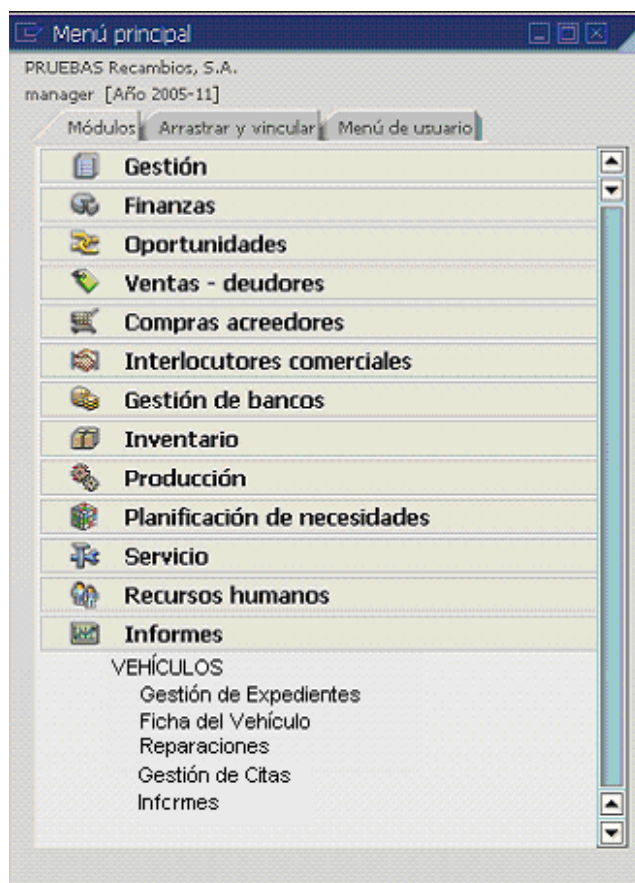 Menú principal
PRUEBAS Recambios, S.A.
manager [Año 2005-11]
Módulos Arrastrar y vincular Menú de usuario
Gestión
Finanzas
Oportunidades
Ventas - deudores
Compras acreedores
Interlocutores comerciales
Gestión de bancos
Inventario
Producción
Planificación de necesidades
Servicio
Recursos humanos
Informes
VEHÍCULOS
Gestión de Expedientes
Ficha del Vehículo
Reparaciones
Gestión de Citas
Informes